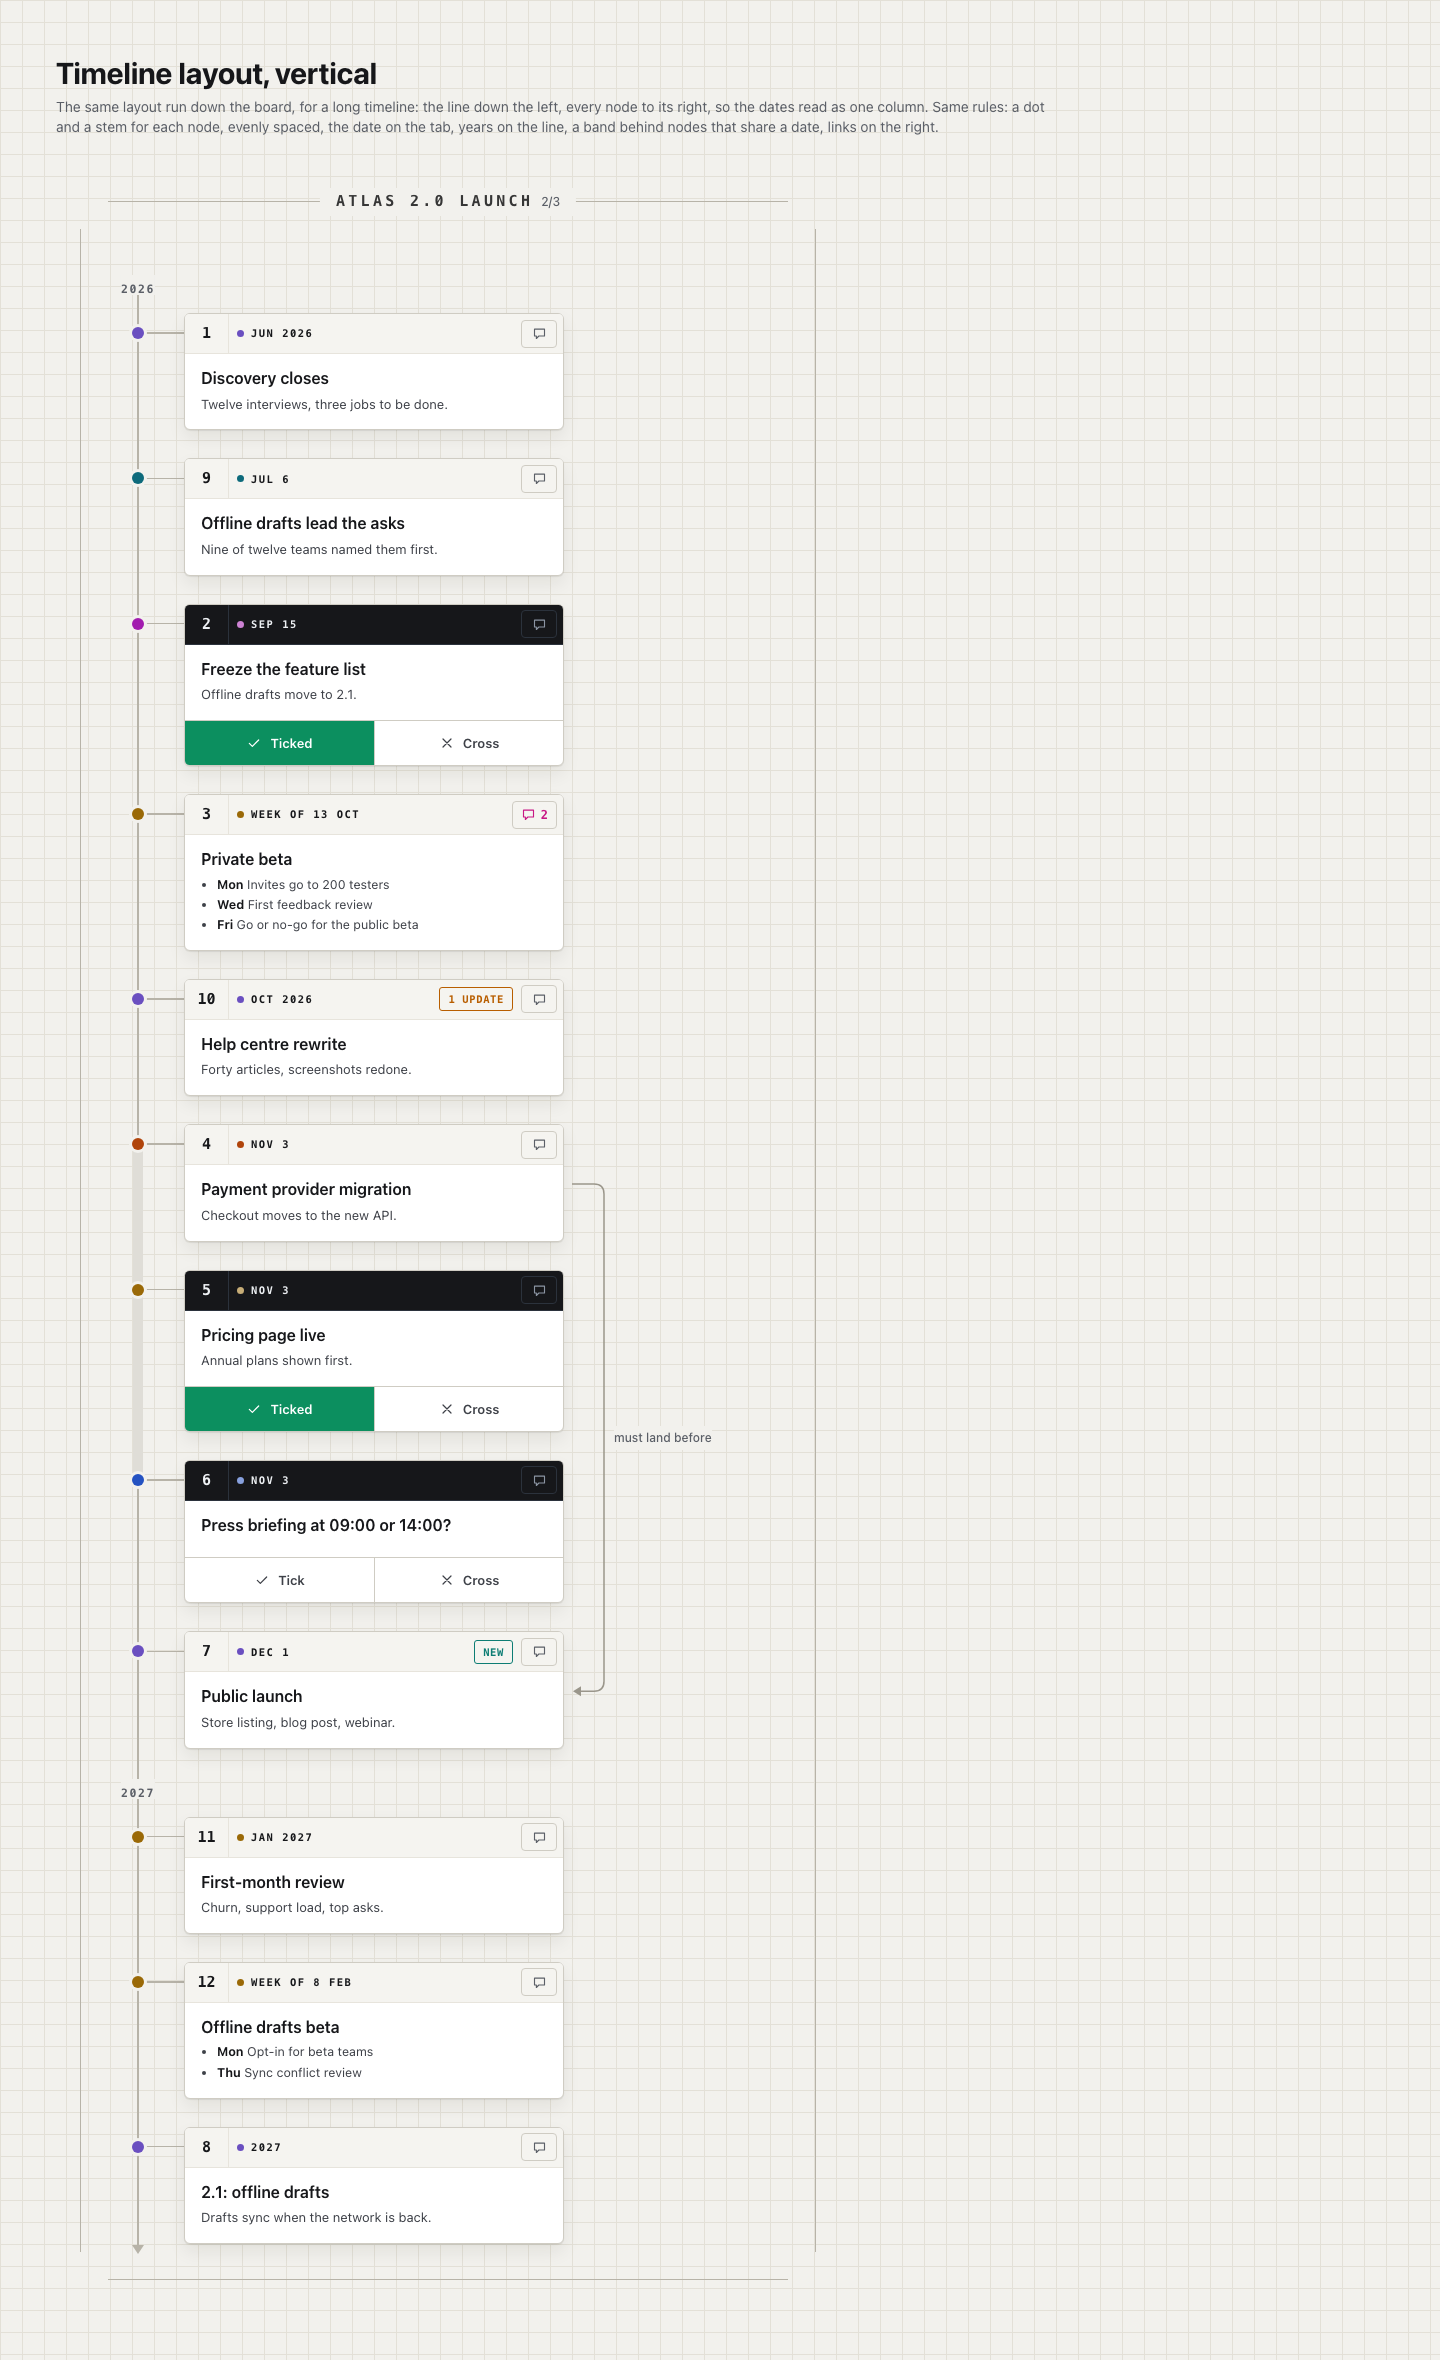 Timeline layout, vertical
The same layout run down the board, for a long timeline: the line down the left, every node to its right, so the dates read as one column. Same rules: a dot
and a stem for each node, evenly spaced, the date on the tab, years on the line, a band behind nodes that share a date, links on the right.
ATLAS 2.0 LAUNCH 2/3
2026
1 JUN 2026
Discovery closes
Twelve interviews, three jobs to be done.
9 JUL 6
Offline drafts lead the asks
Nine of twelve teams named them first.
2 SEP 15
Freeze the feature list
Offline drafts move to 2.1.
Ticked Cross
3 WEEK OF 13 OCT 2
Private beta
• Mon Invites go to 200 testers
• Wed First feedback review
• Fri Go or no-go for the public beta
10 OCT 2026 1 UPDATE
Help centre rewrite
Forty articles, screenshots redone.
4 NOV 3
Payment provider migration
Checkout moves to the new API.
5 NOV 3
Pricing page live
Annual plans shown first.
Ticked Cross
must land before
6 NOV 3
Press briefing at 09:00 or 14:00?
Tick Cross
7 DEC 1 NEW
Public launch
Store listing, blog post, webinar.
2027
11 JAN 2027
First-month review
Churn, support load, top asks.
12 WEEK OF 8 FEB
Offline drafts beta
• Mon Opt-in for beta teams
• Thu Sync conflict review
8 2027
2.1: offline drafts
Drafts sync when the network is back.